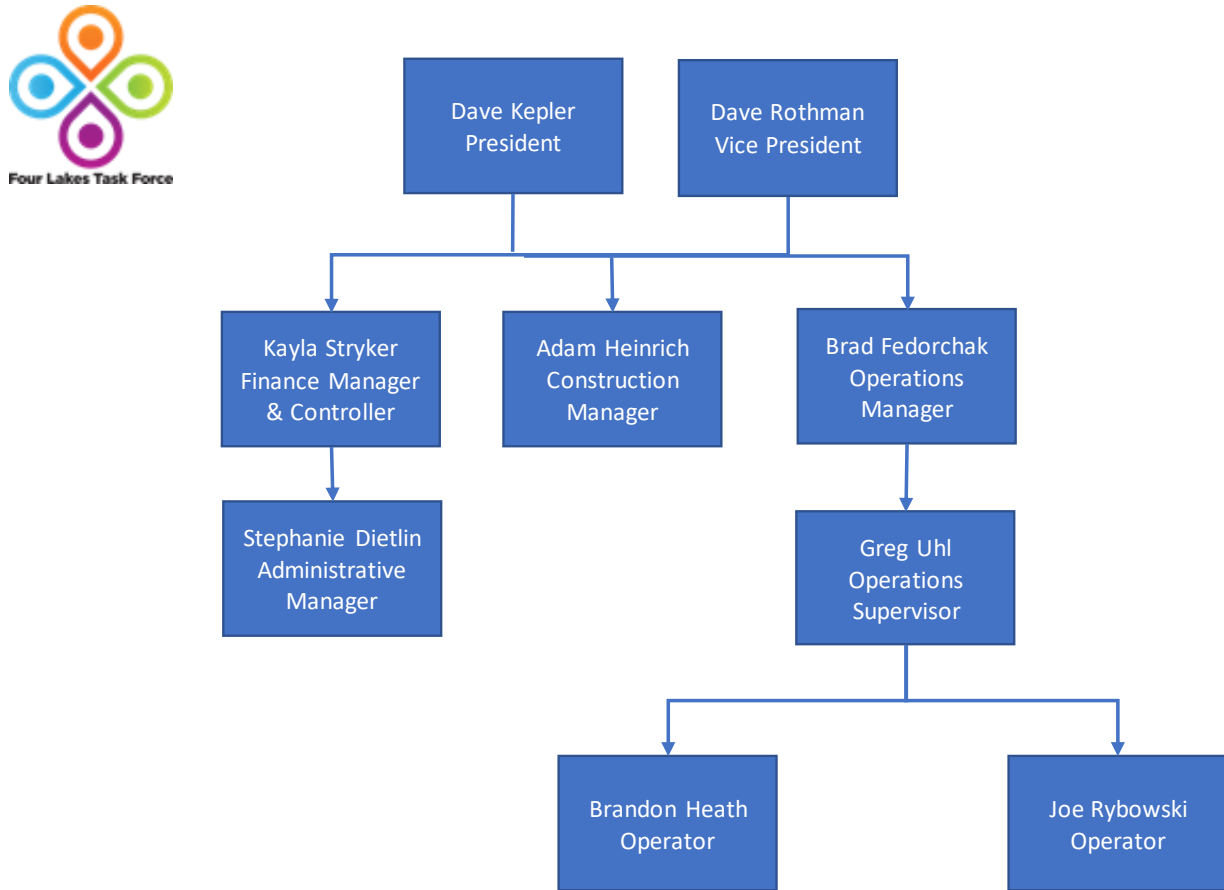 Four Lakes Task Force
Dave Kepler
President
Dave Rothman
Vice President
Kayla Stryker
Finance Manager
& Controller
Adam Heinrich
Construction
Manager
Brad Fedorchak
Operations
Manager
Stephanie Dietlin
Administrative
Manager
Greg Uhl
Operations
Supervisor
Brandon Heath
Operator
Joe Rybowski
Operator